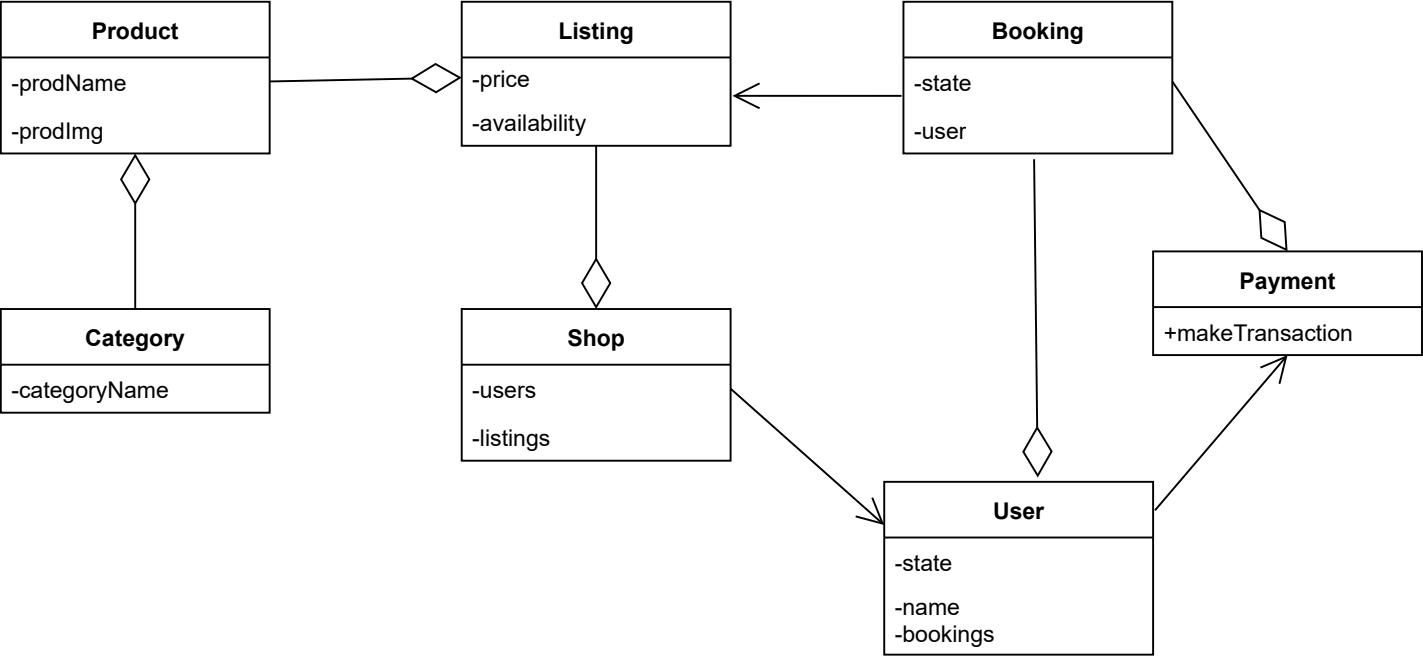 Product
-prodName
-prodImg
Listing
-price
-availability
Booking
-state
-user
Payment
+makeTransaction
Category
-categoryName
Shop
-users
-listings
User
-state
-name
-bookings